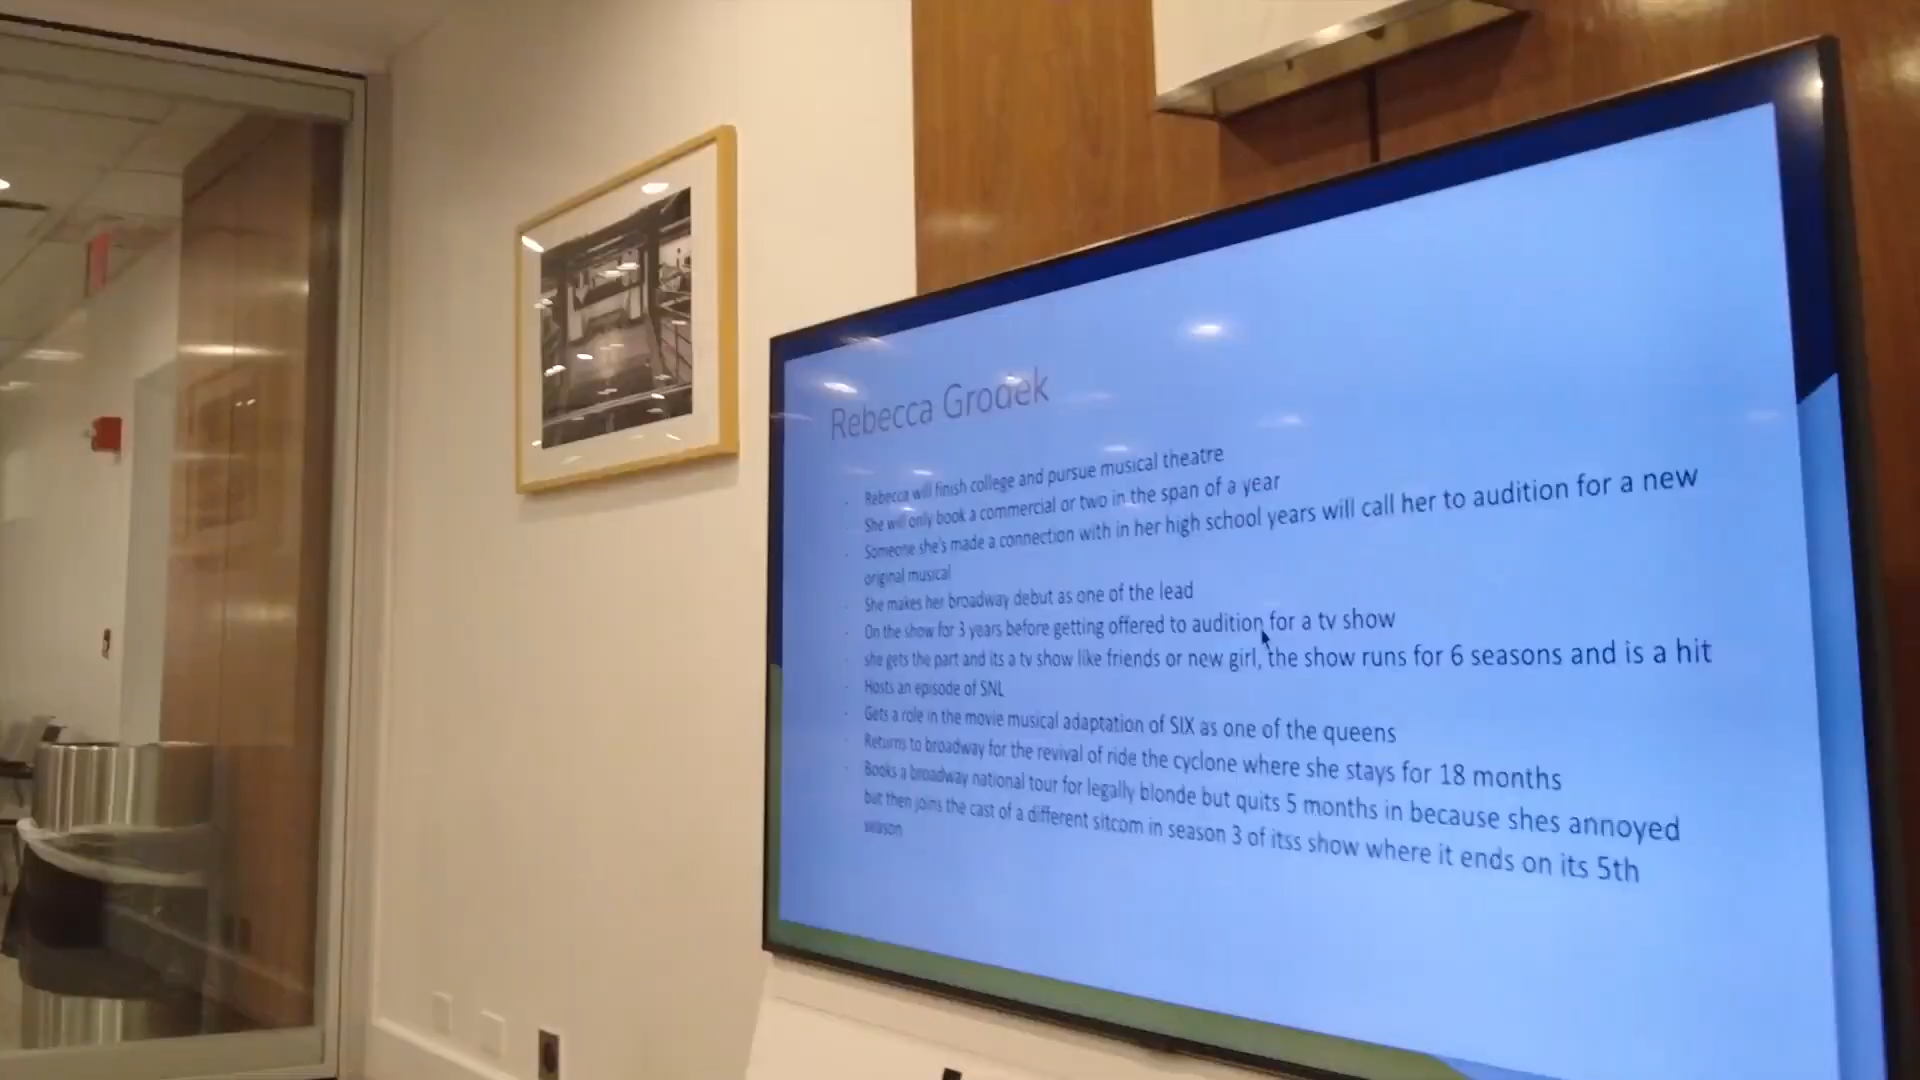 Rebecca Grodek
- Rebecca will finish college and pursue musical theatre
She will only book a commercial or two in the span of a year
- Someone she's made a connection with in her high school years will call her to audition for a new
original musical
- She makes her broadway debut as one of the lead
- On the show for 3 years before getting offered to audition for a tv show
- she gets the part and its a tv show like friends or new girl, the show runs for 6 seasons and is a hit
- Hosts an episode of SNL
- Gets a role in the movie musical adaptation of SIX as one of the queens
- Returns to broadway for the revival of ride the cyclone where she stays for 18 months
- Books a broadway national tour for legally blonde but quits 5 months in because shes annoyed
but then joins the cast of a different sitcom in season 3 of itss show where it ends on its 5th
season